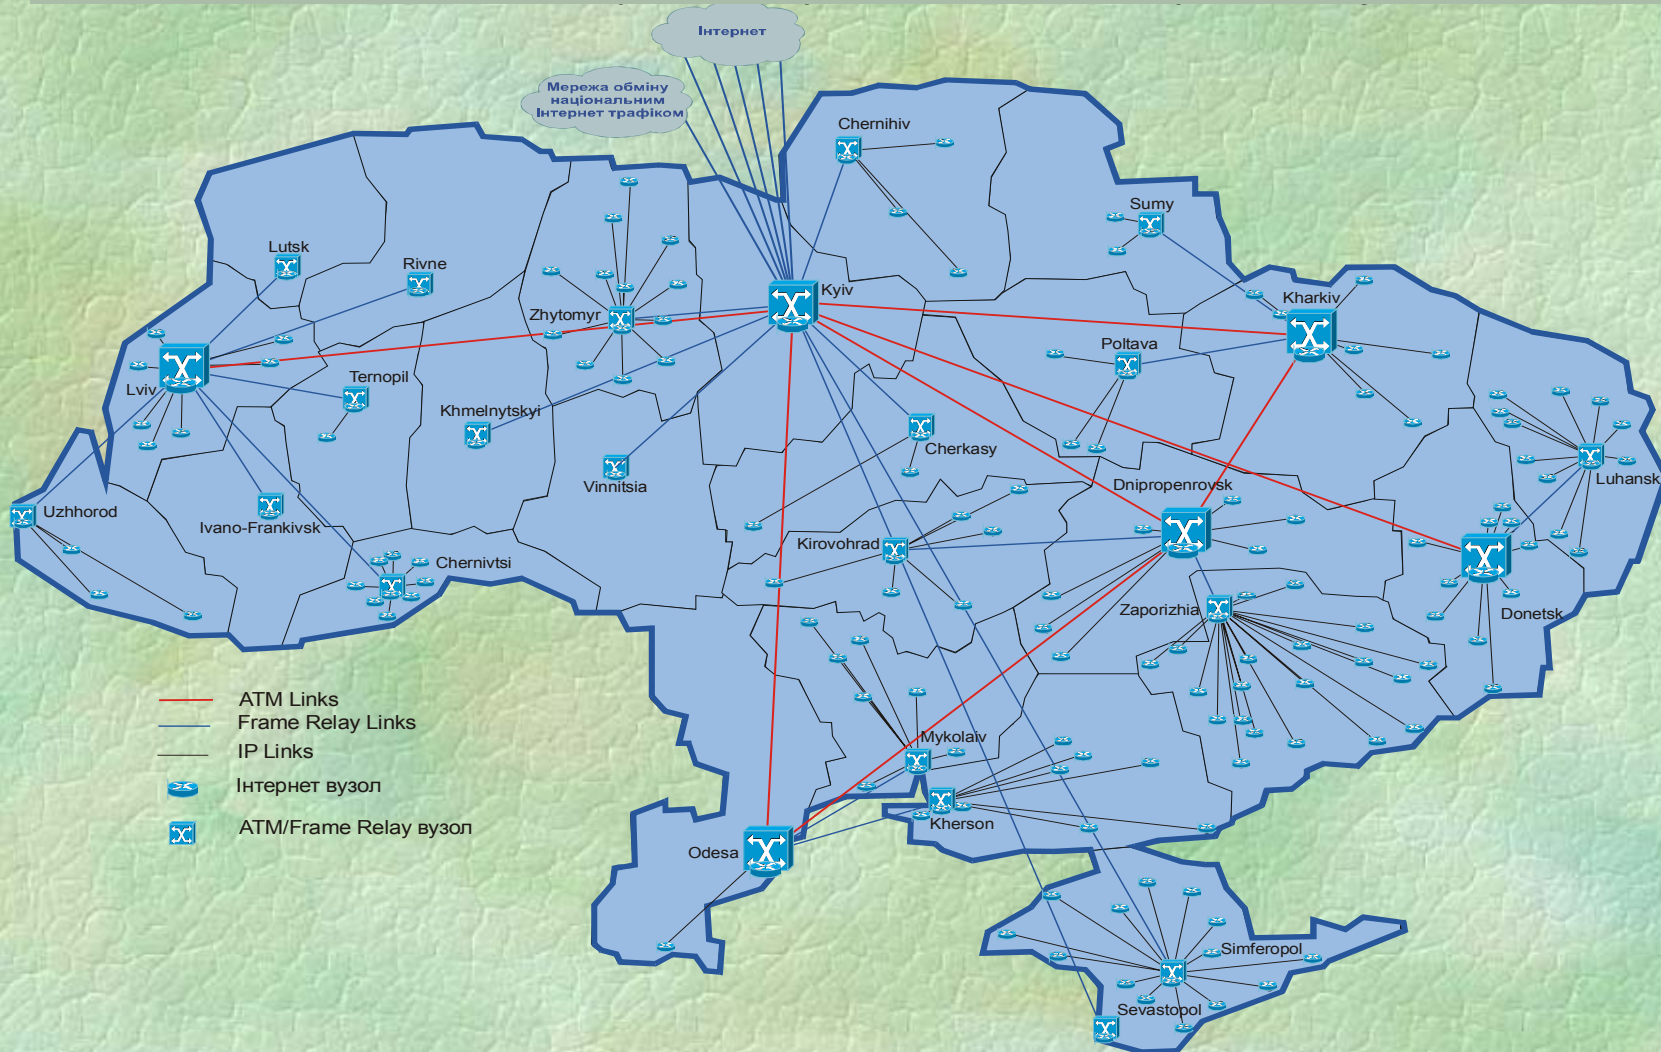 Інтернет
Мережа обміну
національним
Інтернет трафіком
Chernihiv
Sumy
Lutsk
Rivne
Kyiv
Kharkiv
Zhytomyr
Poltava
Lviv
Ternopil
Khmelnytskyi
Cherkasy
Vinnitsia
Luhansk
Dnipropenrovsk
Uzhhorod
Ivano-Frankivsk
Kirovohrad
Chernivtsi
Zaporizhia
Donetsk
ATM Links
Frame Relay Links
IP Links
Інтернет вузол
ATM/Frame Relay вузол
Mykolaiv
Kherson
Odesa
Simferopol
Sevastopol